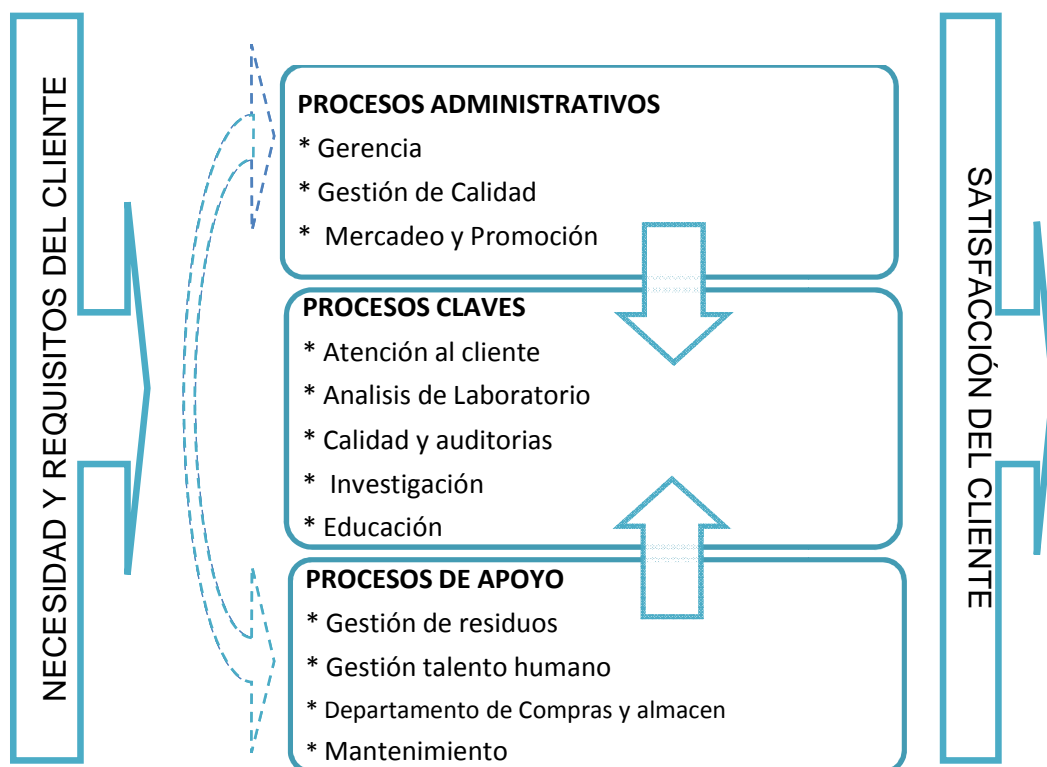 NECESIDAD Y REQUISITOS DEL CLIENTE
PROCESOS ADMINISTRATIVOS
* Gerencia
* Gestión de Calidad
* Mercadeo y Promoción
PROCESOS CLAVES
* Atención al cliente
* Analisis de Laboratorio
* Calidad y auditorias
* Investigación
* Educación
PROCESOS DE APOYO
* Gestión de residuos
* Gestión talento humano
* Departamento de Compras y almacen
* Mantenimiento
SATISFACCIÓN DEL CLIENTE